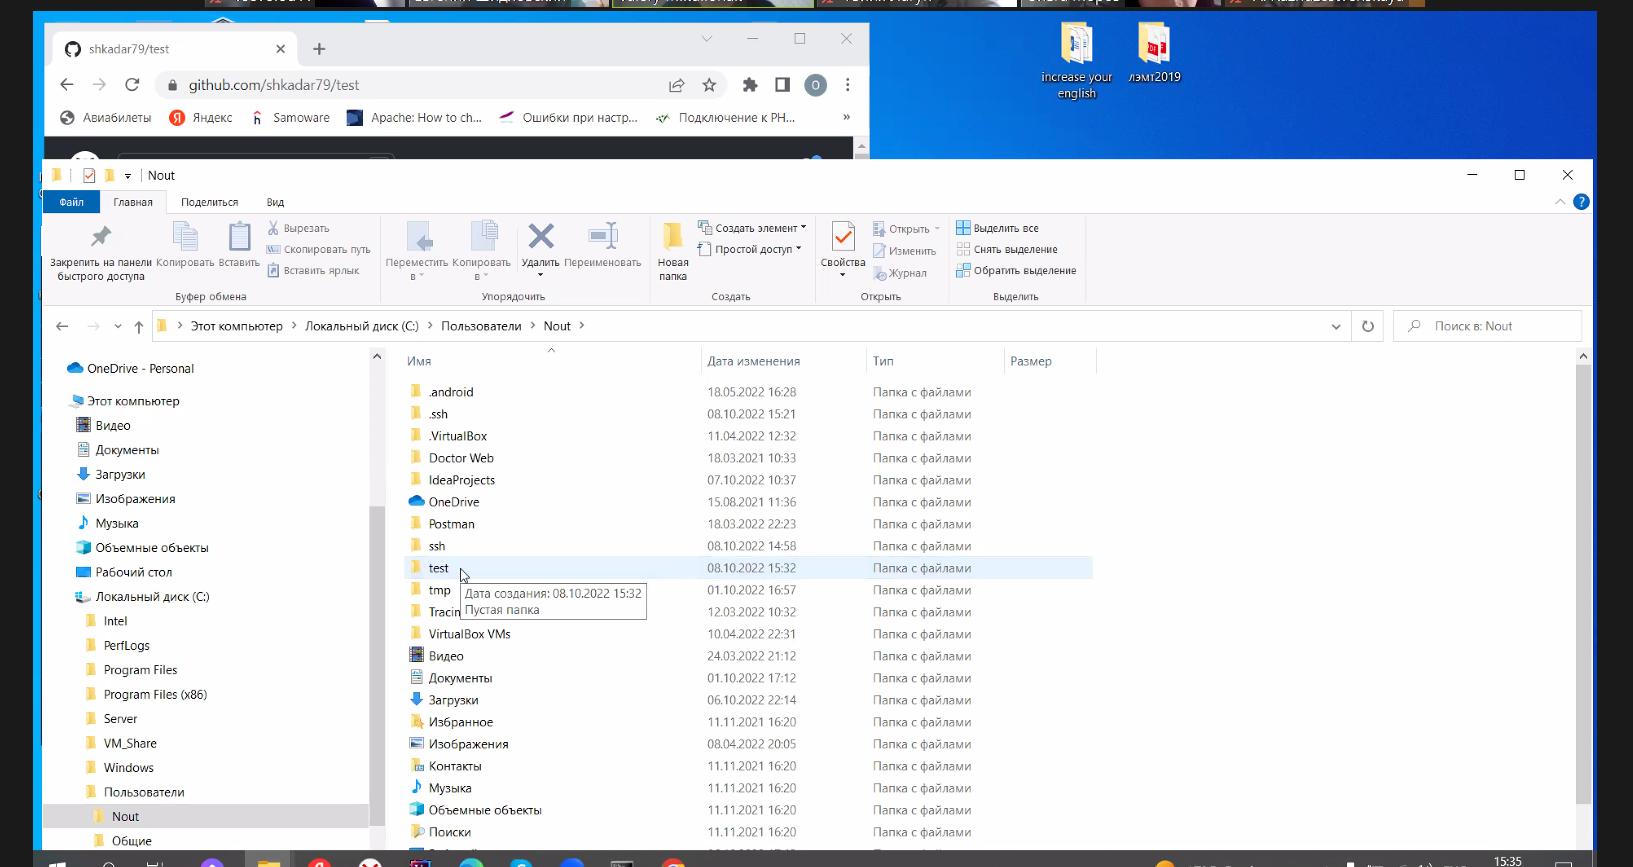 shkadar79/test
increase your
english
лэмт2019
github.com/shkadar79/test
O
Авиабилеты
Яндекс
Samoware
Apache: How to ch...
Ошибки при настр...
Подключение к PH...
»
Nout
Файл
Главная
Поделиться
Вид
Закрепить на панели
быстрого доступа
Копировать
Вставить
Вырезать
Скопировать путь
Вставить ярлык
Буфер обмена
Переместить
в
Копировать
в
Удалить
Переименовать
Упорядочить
Новая
папка
Создать элемент
Простой доступ
Создать
Свойства
Открыть
Изменить
Журнал
Открыть
Выделить все
Снять выделение
Обратить выделение
Выделить
Этот компьютер > Локальный диск (C:) > Пользователи > Nout >
Поиск в: Nout
OneDrive - Personal
Этот компьютер
Видео
Документы
Загрузки
Изображения
Музыка
Объемные объекты
Рабочий стол
Локальный диск (C:)
Intel
PerfLogs
Program Files
Program Files (x86)
Server
VM_Share
Windows
Пользователи
Nout
Общие
Имя Дата изменения Тип Размер
.android 18.05.2022 16:28 Папка с файлами
.ssh 08.10.2022 15:21 Папка с файлами
.VirtualBox 11.04.2022 12:32 Папка с файлами
Doctor Web 18.03.2021 10:33 Папка с файлами
IdeaProjects 07.10.2022 10:37 Папка с файлами
OneDrive 15.08.2021 11:36 Папка с файлами
Postman 18.03.2022 22:23 Папка с файлами
ssh 08.10.2022 14:58 Папка с файлами
test 08.10.2022 15:32 Папка с файлами
tmp 01.10.2022 16:57 Папка с файлами
Дата создания: 08.10.2022 15:32
Пустая папка
12.03.2022 10:32 Папка с файлами
VirtualBox VMs 10.04.2022 22:31 Папка с файлами
Видео 24.03.2022 21:12 Папка с файлами
Документы 01.10.2022 17:12 Папка с файлами
Загрузки 06.10.2022 22:14 Папка с файлами
Избранное 11.11.2021 16:20 Папка с файлами
Изображения 08.04.2022 20:05 Папка с файлами
Контакты 11.11.2021 16:20 Папка с файлами
Музыка 11.11.2021 16:20 Папка с файлами
Объемные объекты 11.11.2021 16:20 Папка с файлами
Поиски 11.11.2021 16:20 Папка с файлами
15:35